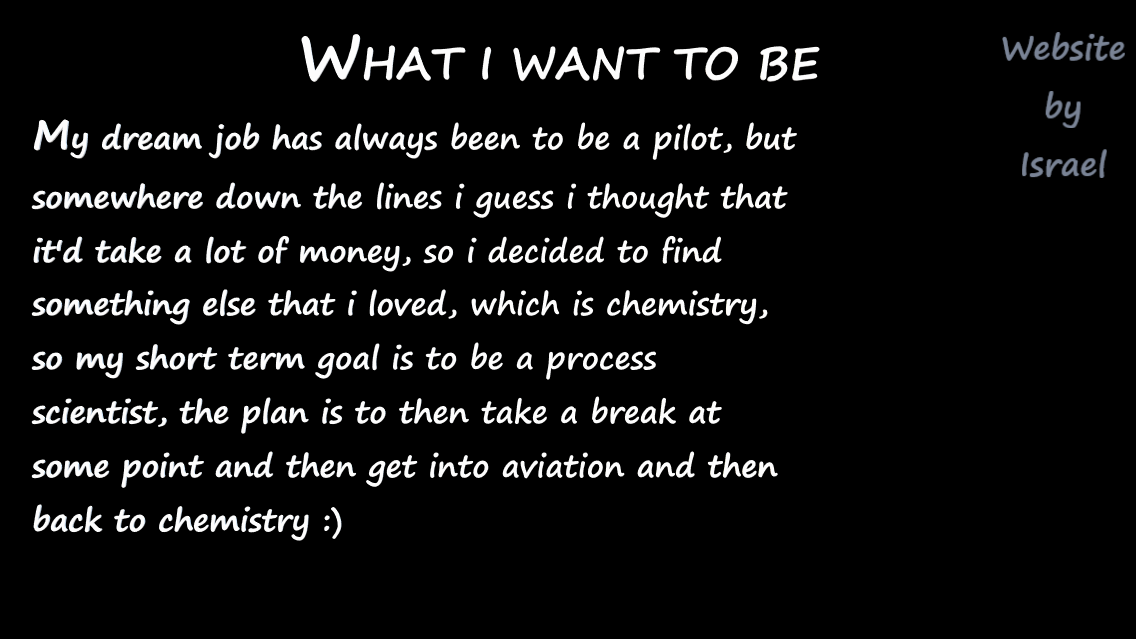 WHAT I WANT TO BE
My dream job has always been to be a pilot, but
somewhere down the lines i guess i thought that
it'd take a lot of money, so i decided to find
something else that i loved, which is chemistry,
so my short term goal is to be a process
scientist, the plan is to then take a break at
some point and then get into aviation and then
back to chemistry :)
Website
by
Israel